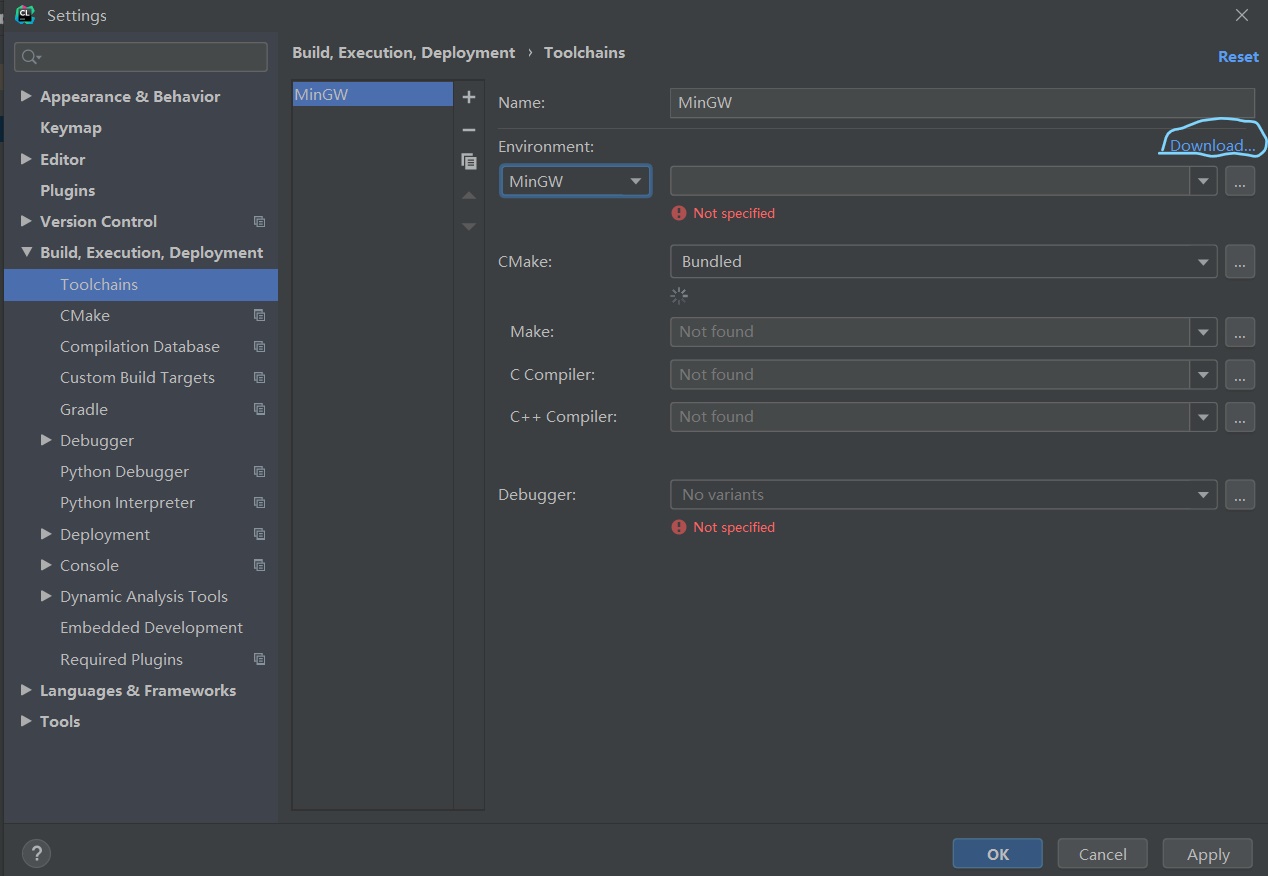 CL Settings
Build, Execution, Deployment › Toolchains
Reset
Appearance & Behavior
Keymap
Editor
Plugins
Version Control
Build, Execution, Deployment
Toolchains
CMake
Compilation Database
Custom Build Targets
Gradle
Debugger
Python Debugger
Python Interpreter
Deployment
Console
Dynamic Analysis Tools
Embedded Development
Required Plugins
Languages & Frameworks
Tools
MinGW
Name: MinGW
Environment: Download...
MinGW ...
Not specified
CMake: Bundled ...
Make: Not found ...
C Compiler: Not found ...
C++ Compiler: Not found ...
Debugger: No variants ...
Not specified
? OK Cancel Apply